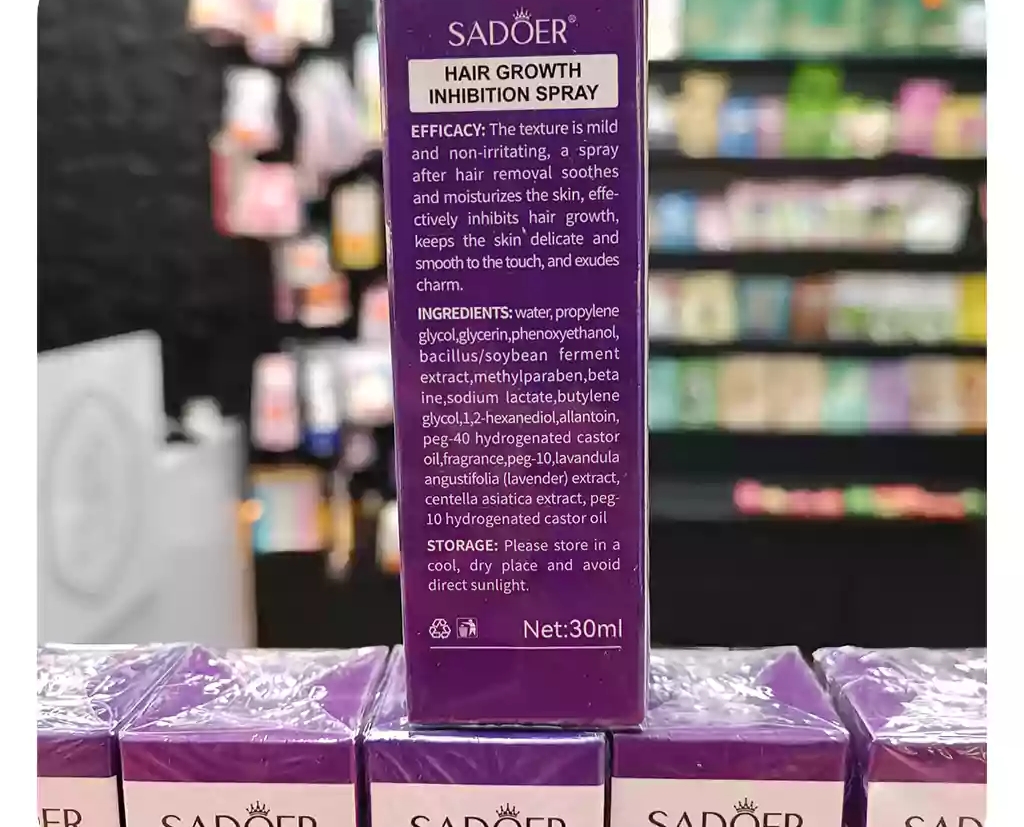 SADOER®
HAIR GROWTH
INHIBITION SPRAY
EFFICACY: The texture is mild
and non-irritating, a spray
after hair removal soothes
and moisturizes the skin, effe-
ctively inhibits hair growth,
keeps the skin delicate and
smooth to the touch, and exudes
charm.
INGREDIENTS: water, propylene
glycol,glycerin,phenoxyethanol,
bacillus/soybean ferment
extract,methylparaben,beta
ine,sodium lactate,butylene
glycol,1,2-hexanediol,allantoin,
peg-40 hydrogenated castor
oil,fragrance,peg-10,lavandula
angustifolia (lavender) extract,
centella asiatica extract, peg-
10 hydrogenated castor oil
STORAGE: Please store in a
cool, dry place and avoid
direct sunlight.
Net:30ml
ER SADOER SADOER SADOER SAD